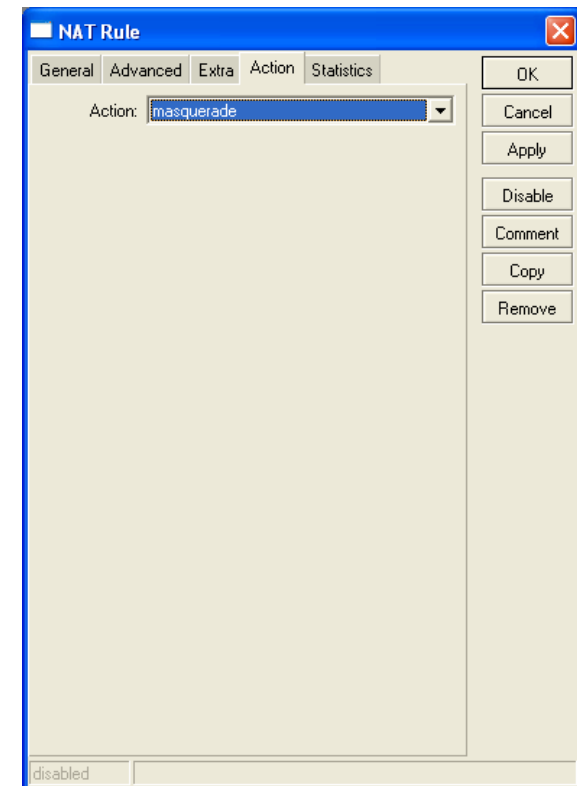 NAT Rule
General Advanced Extra Action Statistics
Action: masquerade
OK
Cancel
Apply
Disable
Comment
Copy
Remove
disabled